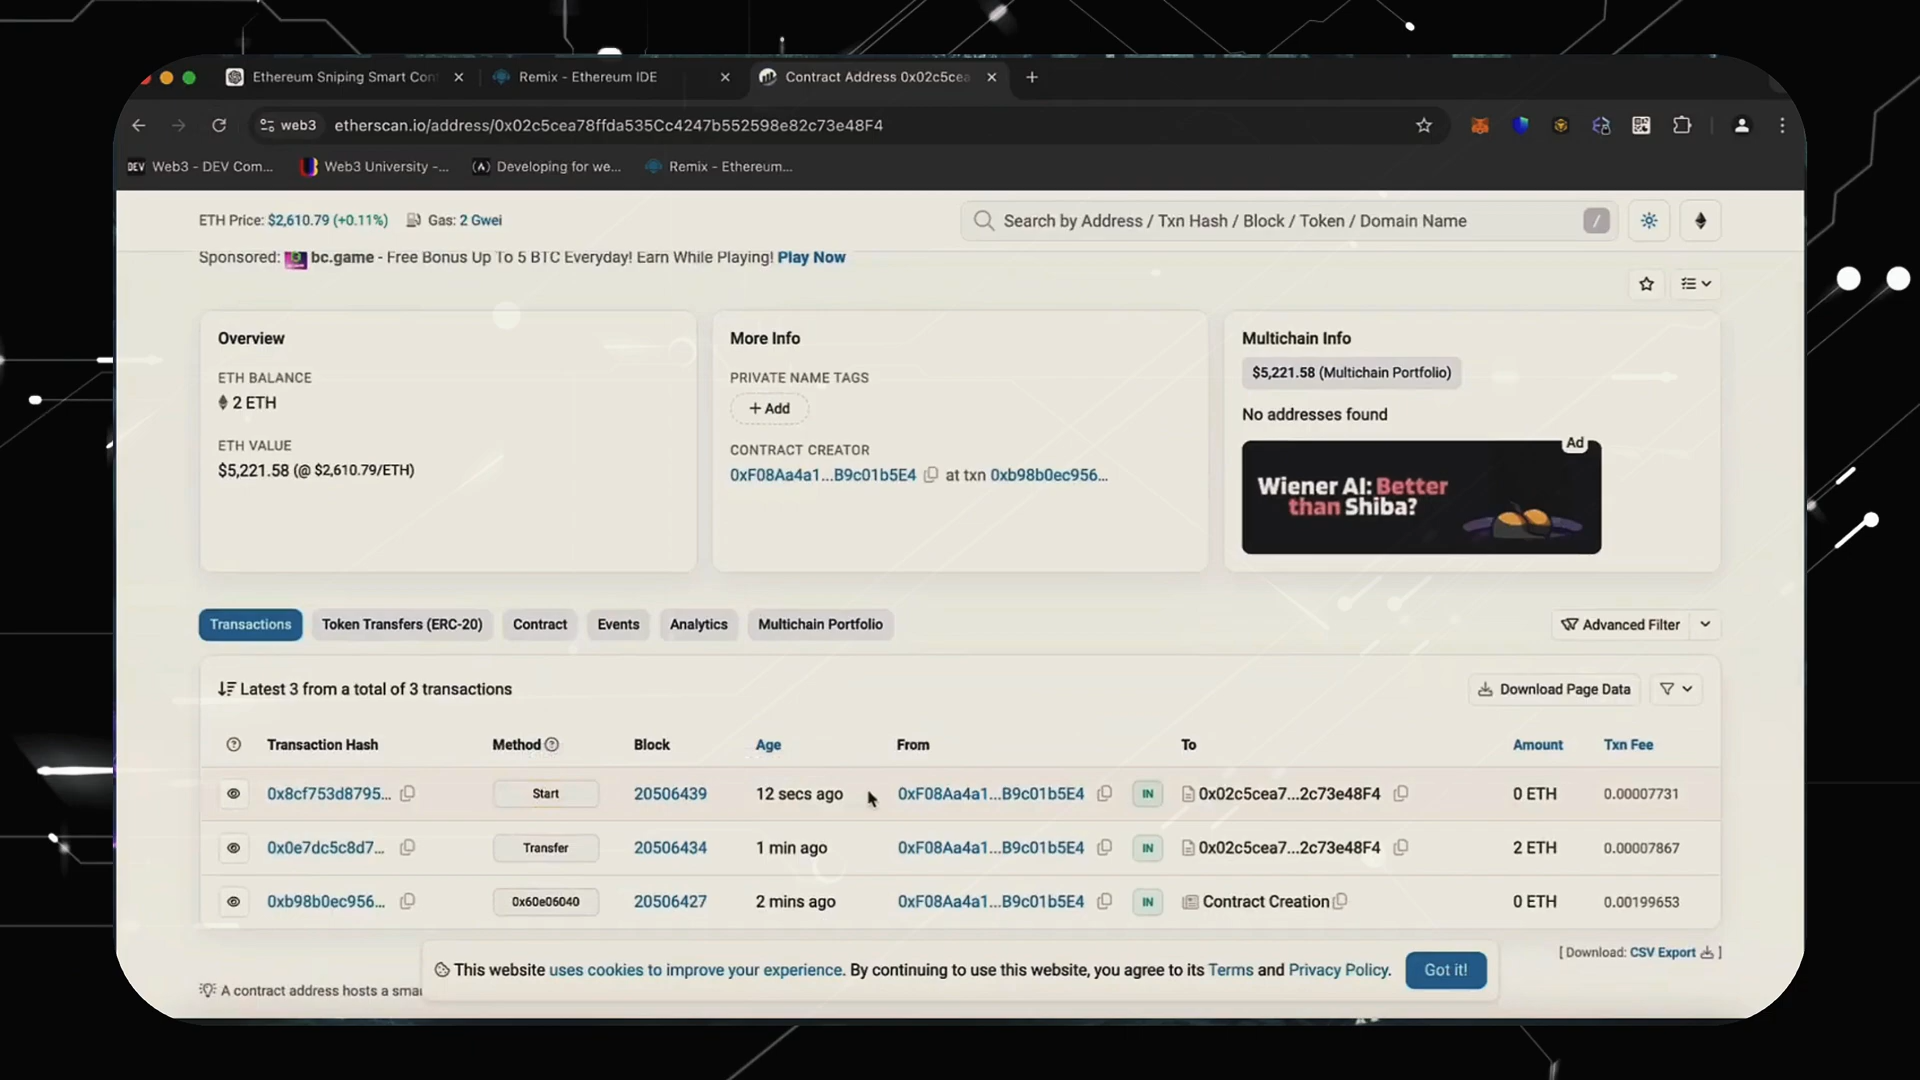 Ethereum Sniping Smart Con
Remix - Ethereum IDE
Contract Address 0x02c5cea
web3
etherscan.io/address/0x02c5cea78ffda535Cc4247b552598e82c73e48F4
DEV Web3 - DEV Com...
Web3 University -...
Developing for we...
Remix - Ethereum...
ETH Price: $2,610.79 (+0.11%)
Gas: 2 Gwei
Search by Address / Txn Hash / Block / Token / Domain Name
/
Sponsored: bc.game - Free Bonus Up To 5 BTC Everyday! Earn While Playing! Play Now
Overview
ETH BALANCE
2 ETH
ETH VALUE
$5,221.58 (@ $2,610.79/ETH)
More Info
PRIVATE NAME TAGS
+ Add
CONTRACT CREATOR
0xF08Aa4a1...B9c01b5E4 at txn 0xb98b0ec956...
Multichain Info
$5,221.58 (Multichain Portfolio)
No addresses found
Ad
Wiener AI: Better
than Shiba?
Transactions
Token Transfers (ERC-20)
Contract
Events
Analytics
Multichain Portfolio
Advanced Filter
Latest 3 from a total of 3 transactions
Download Page Data
Transaction Hash Method Block Age From To Amount Txn Fee
0x8cf753d8795... Start 20506439 12 secs ago 0xF08Aa4a1...B9c01b5E4 IN 0x02c5cea7...2c73e48F4 0 ETH 0.00007731
0x0e7dc5c8d7... Transfer 20506434 1 min ago 0xF08Aa4a1...B9c01b5E4 IN 0x02c5cea7...2c73e48F4 2 ETH 0.00007867
0xb98b0ec956... 0x60e06040 20506427 2 mins ago 0xF08Aa4a1...B9c01b5E4 IN Contract Creation 0 ETH 0.00199653
[ Download: CSV Export ]
This website uses cookies to improve your experience. By continuing to use this website, you agree to its Terms and Privacy Policy.
Got it!
A contract address hosts a smar